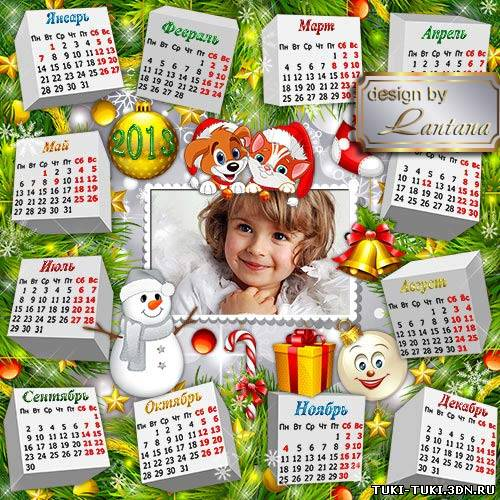 Январь
Пн Вт Ср Чт Пт Сб Вс
1 2 3 4 5 6
7 8 9 10 11 12 13
14 15 16 17 18 19 20
21 22 23 24 25 26 27
28 29 30 31
Февраль
Пн Вт Ср Чт Пт Сб Вс
1 2 3
4 5 6 7 8 9 10
11 12 13 14 15 16 17
18 19 20 21 22 23 24
25 26 27 28
Март
Пн Вт Ср Чт Пт Сб Вс
1 2 3
4 5 6 7 8 9 10
11 12 13 14 15 16 17
18 19 20 21 22 23 24
25 26 27 28 29 30 31
Апрель
Пн Вт Ср Чт Пт Сб Вс
1 2 3 4 5 6 7
8 9 10 11 12 13 14
design by
Lantana
2013
Май
Пн Вт Ср Чт Пт Сб Вс
1 2 3 4 5
6 7 8 9 10 11 12
13 14 15 16 17 18 19
20 21 22 23 24 25 26
27 28 29 30 31
Пн Вт Ср Чт Пт Сб Вс
1 2
3 4 5 6 7 8 9
10 11 12 13 14 15 16
17 18 19 20 21 22 23
24 25 26 27 28 29 30
Июль
Пн Вт Ср Чт Пт Сб Вс
1 2 3 4 5 6 7
8 9 10 11 12 13 14
15 16 17 18 19 20 21
22 23 24 25 26 27 28
29 30 31
Август
Пн Вт Ср Чт Пт Сб Вс
1 2 3 4
5 6 7 8 9 10 11
12 13 14 15 16 17 18
19 20 21 22 23 24 25
26 27 28 29 30 31
Сентябрь
Пн Вт Ср Чт Пт Сб Вс
1
2 3 4 5 6 7 8
9 10 11 12 13 14 15
16 17 18 19 20 21 22
23 24 25 26 27 28 29
30
Октябрь
Пн Вт Ср Чт Пт Сб Вс
1 2 3 4 5 6
7 8 9 10 11 12 13
14 15 16 17 18 19 20
21 22 23 24 25 26 27
28 29 30 31
Ноябрь
Пн Вт Ср Чт Пт Сб Вс
1 2 3
4 5 6 7 8 9 10
11 12 13 14 15 16 17
18 19 20 21 22 23 24
25 26 27 28 29 30
Декабрь
Пн Вт Ср Чт Пт Сб Вс
1
2 3 4 5 6 7 8
9 10 11 12 13 14 15
16 17 18 19 20 21 22
23 24 25 26 27 28 29
30 31
TUKI-TUKI.3DN.RU